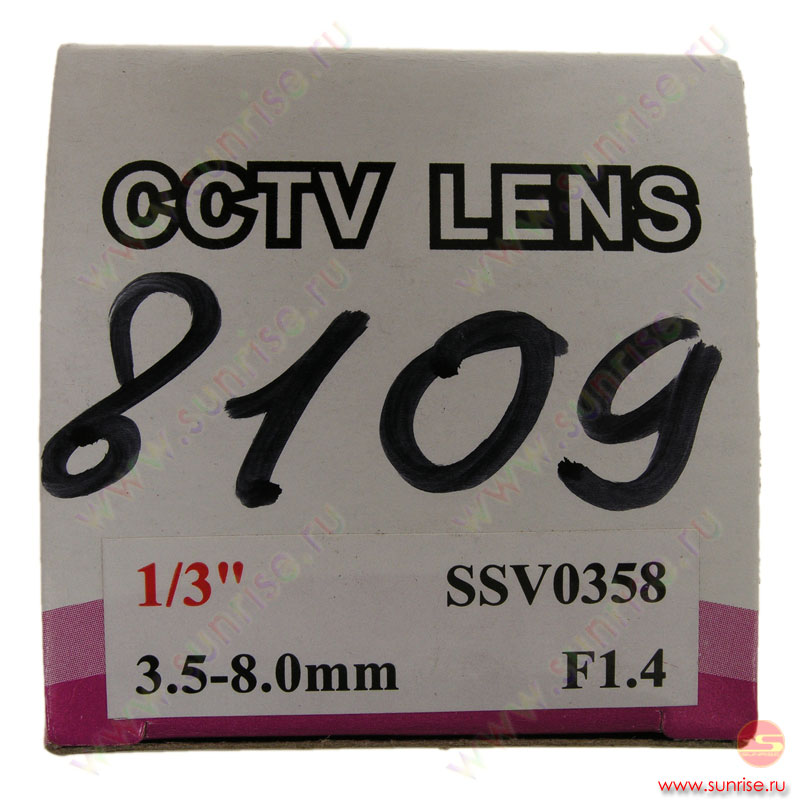 CCTV LENS
8109
1/3" SSV0358
3.5-8.0mm F1.4
www.sunrise.ru